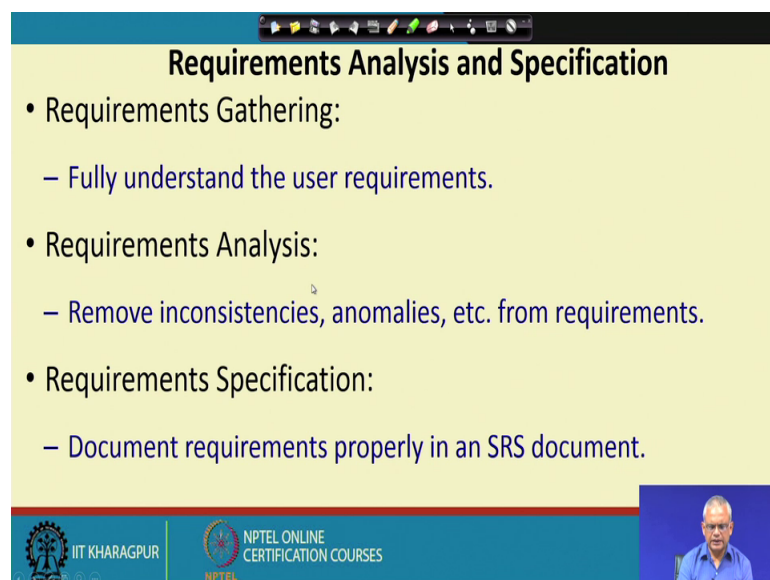 Requirements Analysis and Specification
• Requirements Gathering:
– Fully understand the user requirements.
• Requirements Analysis:
– Remove inconsistencies, anomalies, etc. from requirements.
• Requirements Specification:
– Document requirements properly in an SRS document.
IIT KHARAGPUR
NPTEL ONLINE
CERTIFICATION COURSES
NPTEL